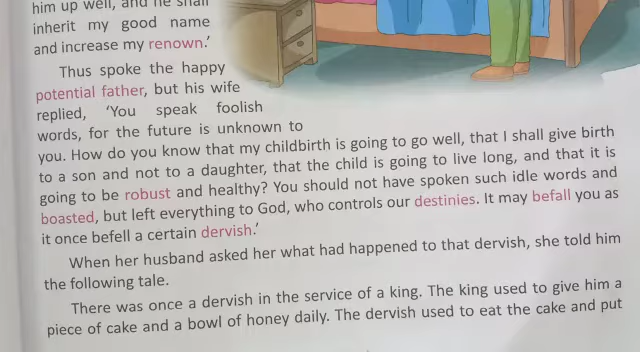 him up well, and he shall
inherit my good name
and increase my renown.'
Thus spoke the happy
potential father, but his wife
replied, 'You speak foolish
words, for the future is unknown to
you. How do you know that my childbirth is going to go well, that I shall give birth
to a son and not to a daughter, that the child is going to live long, and that it is
going to be robust and healthy? You should not have spoken such idle words and
boasted, but left everything to God, who controls our destinies. It may befall you as
it once befell a certain dervish.'
When her husband asked her what had happened to that dervish, she told him
the following tale.
There was once a dervish in the service of a king. The king used to give him a
piece of cake and a bowl of honey daily. The dervish used to eat the cake and put